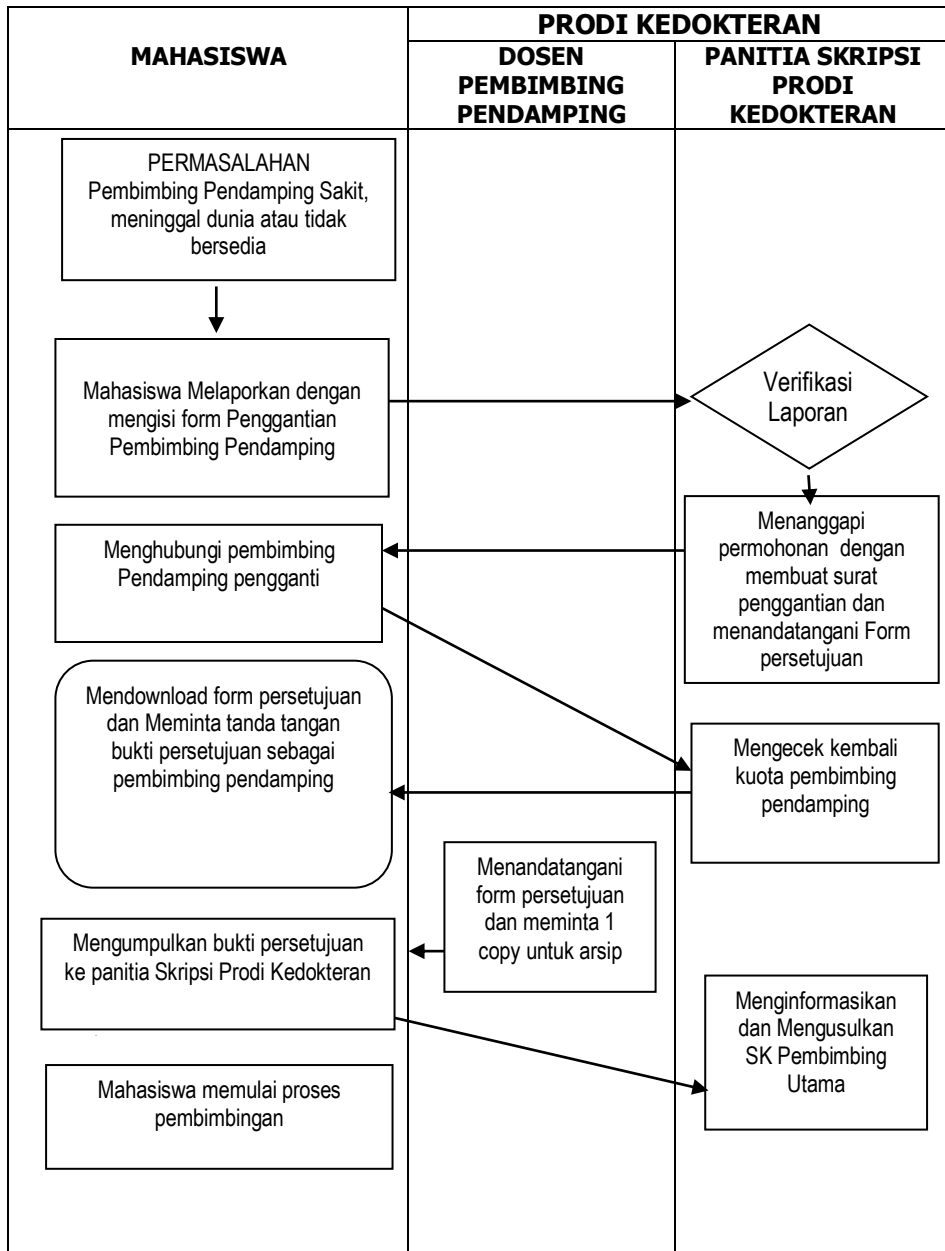 MAHASISWA
PRODI KEDOKTERAN
DOSEN
PEMBIMBING
PENDAMPING
PANITIA SKRIPSI
PRODI
KEDOKTERAN
PERMASALAHAN
Pembimbing Pendamping Sakit,
meninggal dunia atau tidak
bersedia
Mahasiswa Melaporkan dengan
mengisi form Penggantian
Pembimbing Pendamping
Verifikasi
Laporan
Menanggapi
permohonan dengan
membuat surat
penggantian dan
menandatangani Form
persetujuan
Menghubungi pembimbing
Pendamping pengganti
Mengecek kembali
kuota pembimbing
pendamping
Mendownload form persetujuan
dan Meminta tanda tangan
bukti persetujuan sebagai
pembimbing pendamping
Menandatangani
form persetujuan
dan meminta 1
copy untuk arsip
Mengumpulkan bukti persetujuan
ke panitia Skripsi Prodi Kedokteran
Menginformasikan
dan Mengusulkan
SK Pembimbing
Utama
Mahasiswa memulai proses
pembimbingan